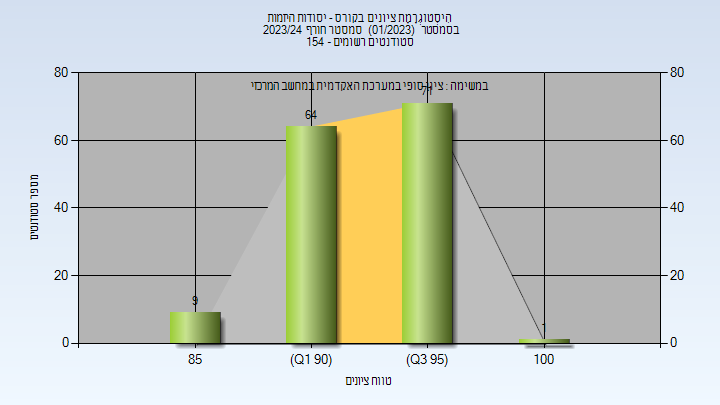 היסטוגרמת ציונים בקורס - יסודות היזמות
בסמסטר (01/2023) סמסטר חורף 2023/24
סטודנטים רשומים - 154
במשימה : ציון סופי במערכת האקדמית במחשב המרכזי
80
60
40
20
0
80
60
40
20
0
מספר סטודנטים
9
64
71
1
85
(Q1 90)
(Q3 95)
100
טווח ציונים